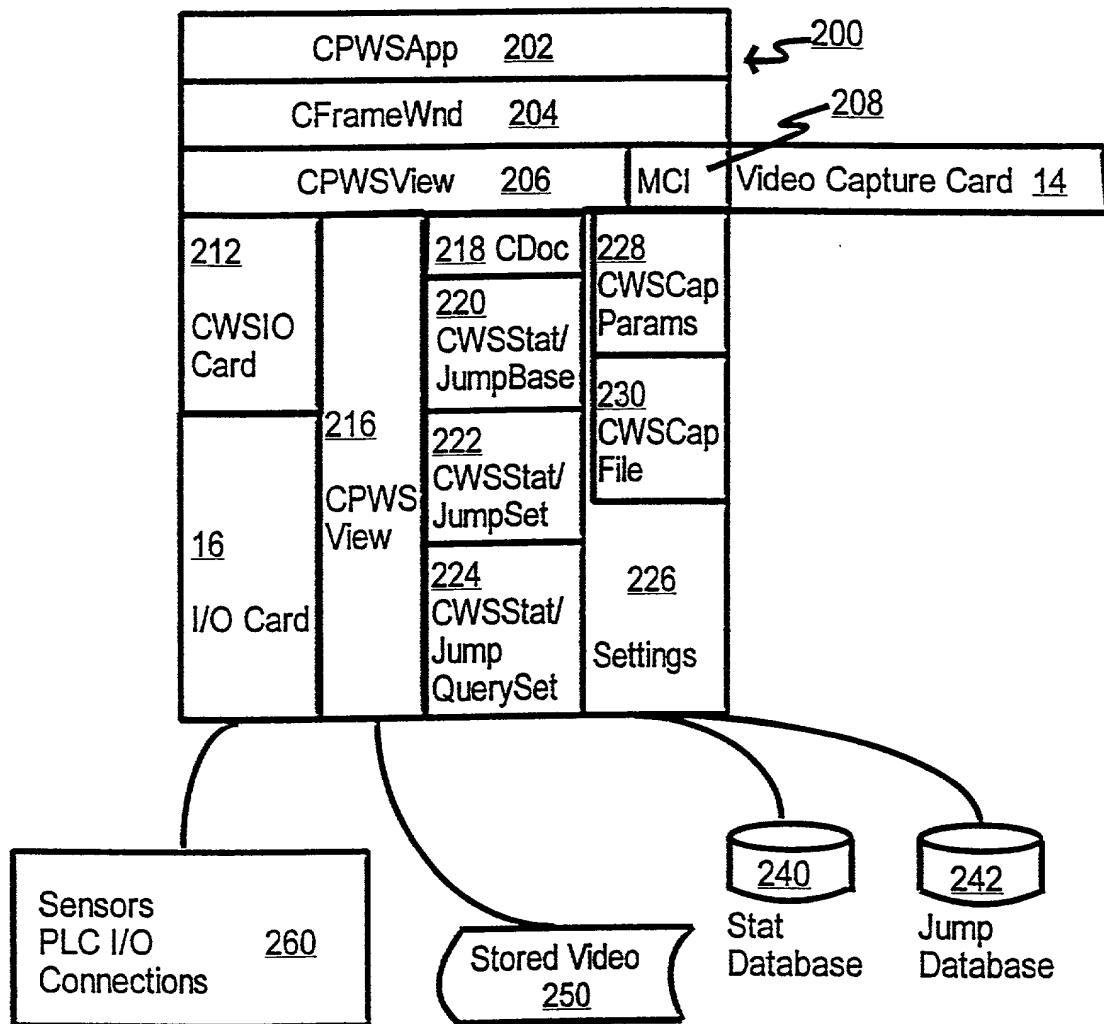 CPWSApp 202
200
CFrameWnd 204
208
CPWSView 206
MCI
Video Capture Card 14
212
CWSIO
Card
16
I/O Card
216
CPWS
View
218 CDoc
220
CWSStat/
JumpBase
222
CWSStat/
JumpSet
224
CWSStat/
Jump
QuerySet
228
CWSCap
Params
230
CWSCap
File
226
Settings
Sensors
PLC I/O
Connections
260
Stored Video
250
240
Stat
Database
242
Jump
Database